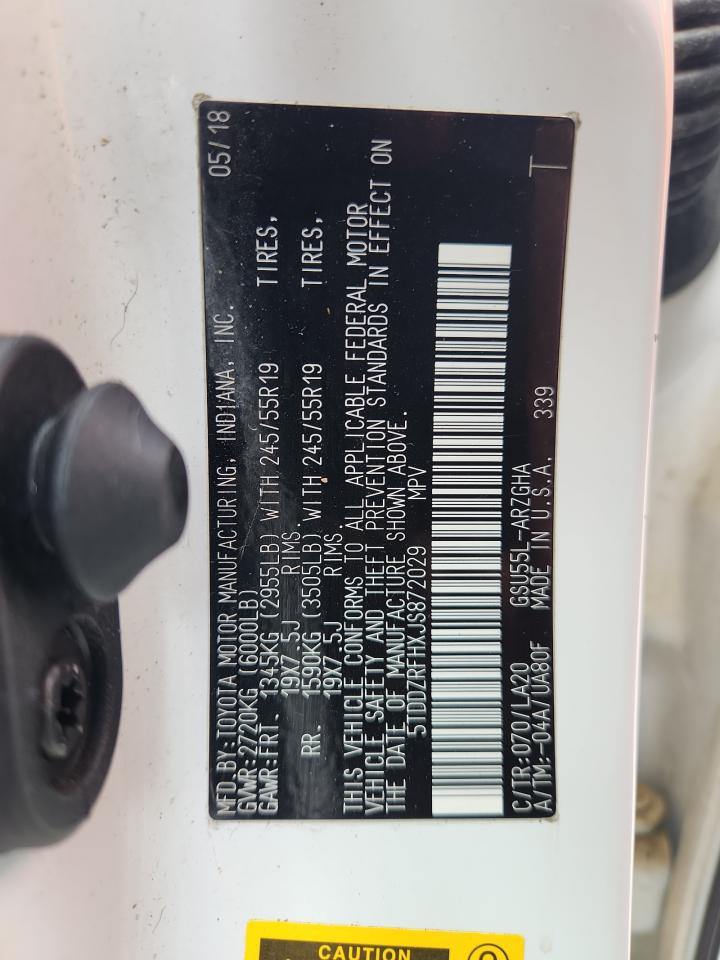 MFD.BY:TOYOTA MOTOR MANUFACTURING, INDIANA, INC. 05/18
GVWR:2720KG (6000LB)
GAWR:FRT. 1345KG (2955LB) WITH 245/55R19 TIRES,
19X7.5J RIMS
RR. 1590KG (3505LB) WITH 245/55R19 TIRES,
19X7.5J RIMS
THIS VEHICLE CONFORMS TO ALL APPLICABLE FEDERAL MOTOR
VEHICLE SAFETY AND THEFT PREVENTION STANDARDS IN EFFECT ON
THE DATE OF MANUFACTURE SHOWN ABOVE.
5TDDZRFHXJS872029 MPV
C/TR:070/LA20 GSU55L-ARZGHA
A/TM:-04A/UA80F MADE IN U.S.A. 339 T
CAUTION